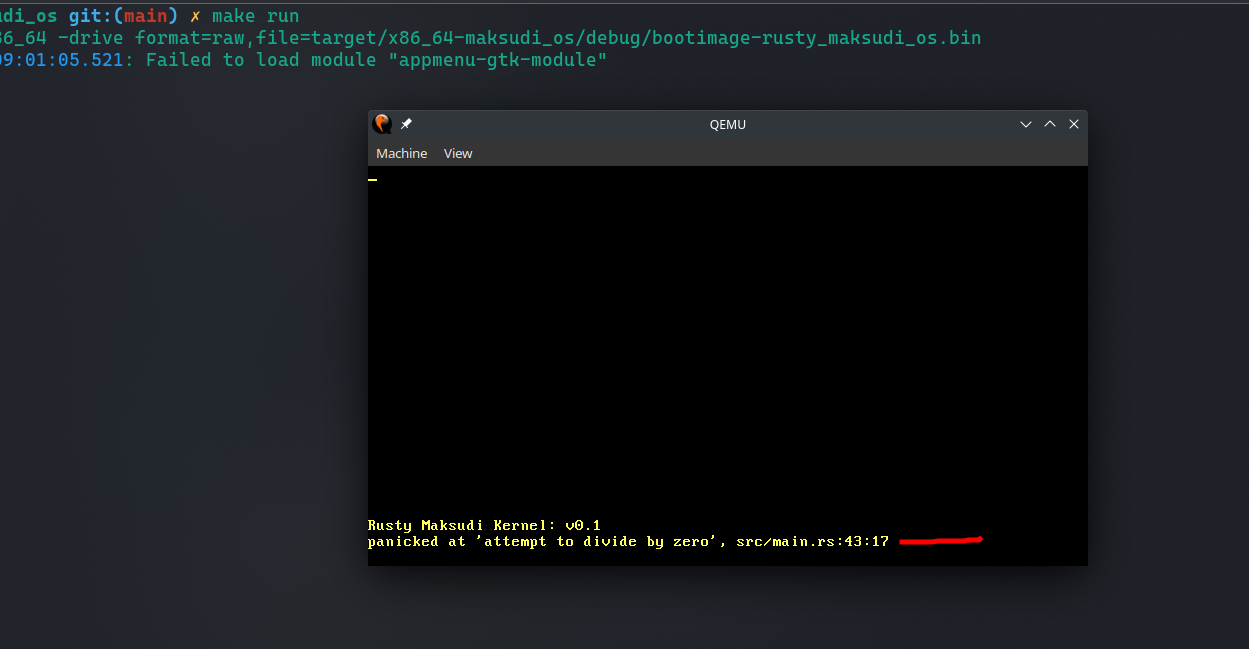 di_os git:(main) ✗ make run
86_64 -drive format=raw,file=target/x86_64-maksudi_os/debug/bootimage-rusty_maksudi_os.bin
09:01:05.521: Failed to load module "appmenu-gtk-module"
QEMU
Machine View
Rusty Maksudi Kernel: v0.1
panicked at 'attempt to divide by zero', src/main.rs:43:17